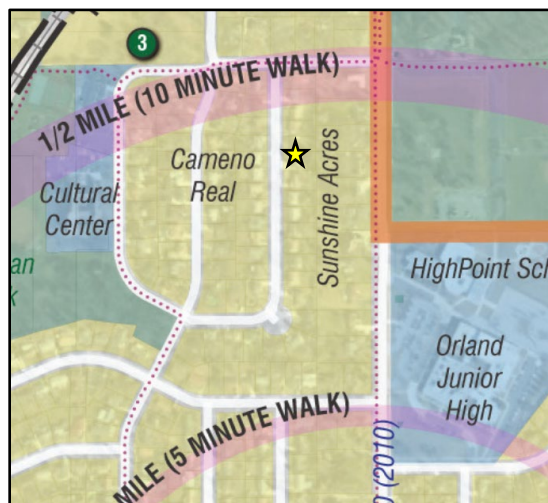 3
1/2 MILE (10 MINUTE WALK)
Cameno
Real
Sunshine Acres
Cultural
Center
an
k
HighPoint Sch
Orland
Junior
High
MILE (5 MINUTE WALK)
(2010)